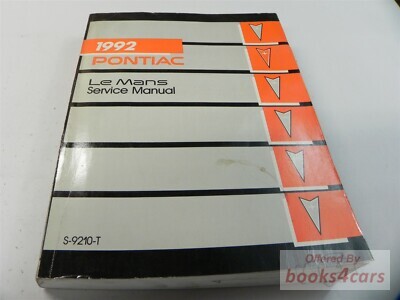 1992
PONTIAC
Le Mans
Service Manual
S-9210-T
Offered By
books4cars